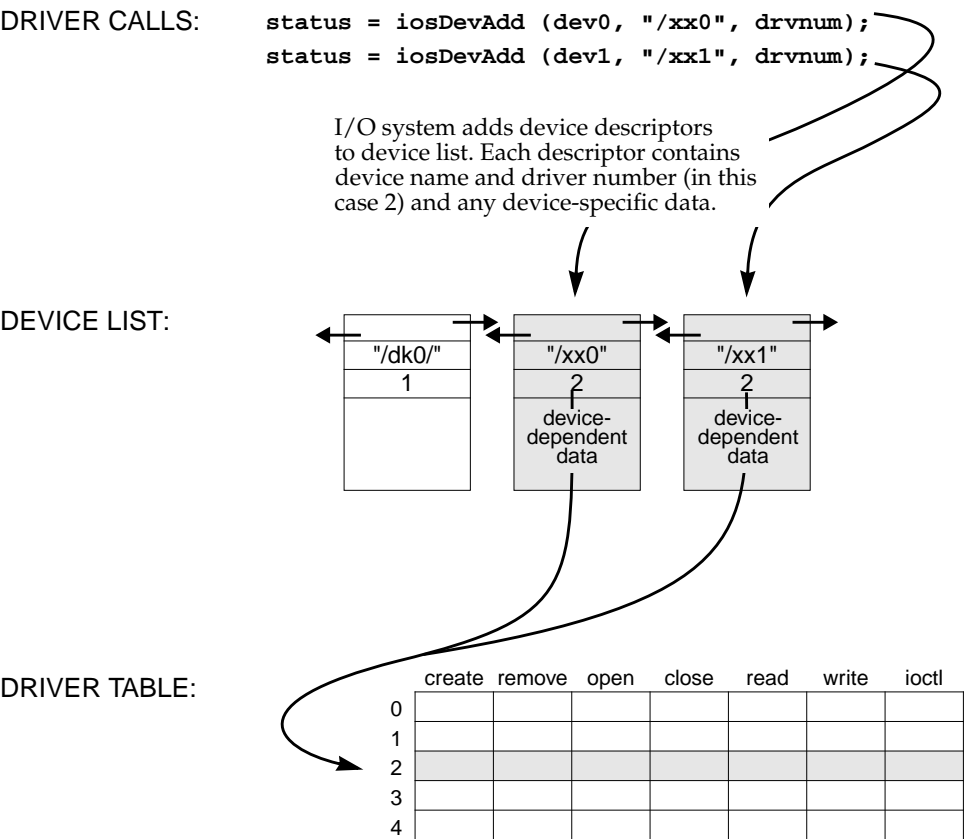 DRIVER CALLS:
status = iosDevAdd (dev0, "/xx0", drvnum);
status = iosDevAdd (dev1, "/xx1", drvnum);
I/O system adds device descriptors
to device list. Each descriptor contains
device name and driver number (in this
case 2) and any device-specific data.
DEVICE LIST:
"/dk0/" "/xx0" "/xx1"
1 2 2
device- device-
dependent dependent
data data
DRIVER TABLE:
create remove open close read write ioctl
0
1
2
3
4